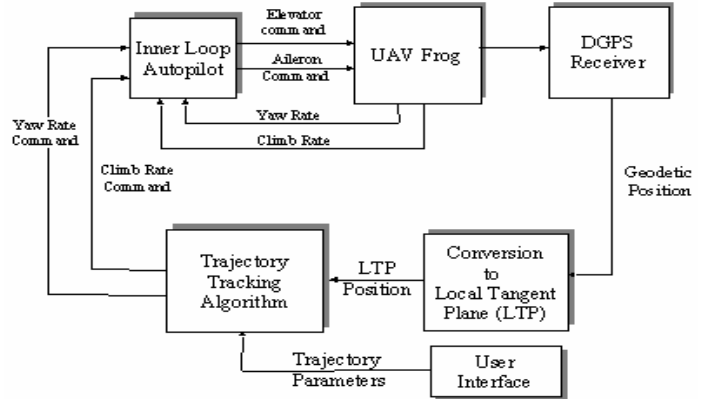 Elevator
command
Inner Loop
Autopilot
Aileron
Command
UAV Frog
DGPS
Receiver
Yaw Rate
Climb Rate
Yaw Rate
Command
Climb Rate
Command
Geodetic
Position
Trajectory
Tracking
Algorithm
LTP
Position
Conversion
to
Local Tangent
Plane (LTP)
Trajectory
Parameters
User
Interface